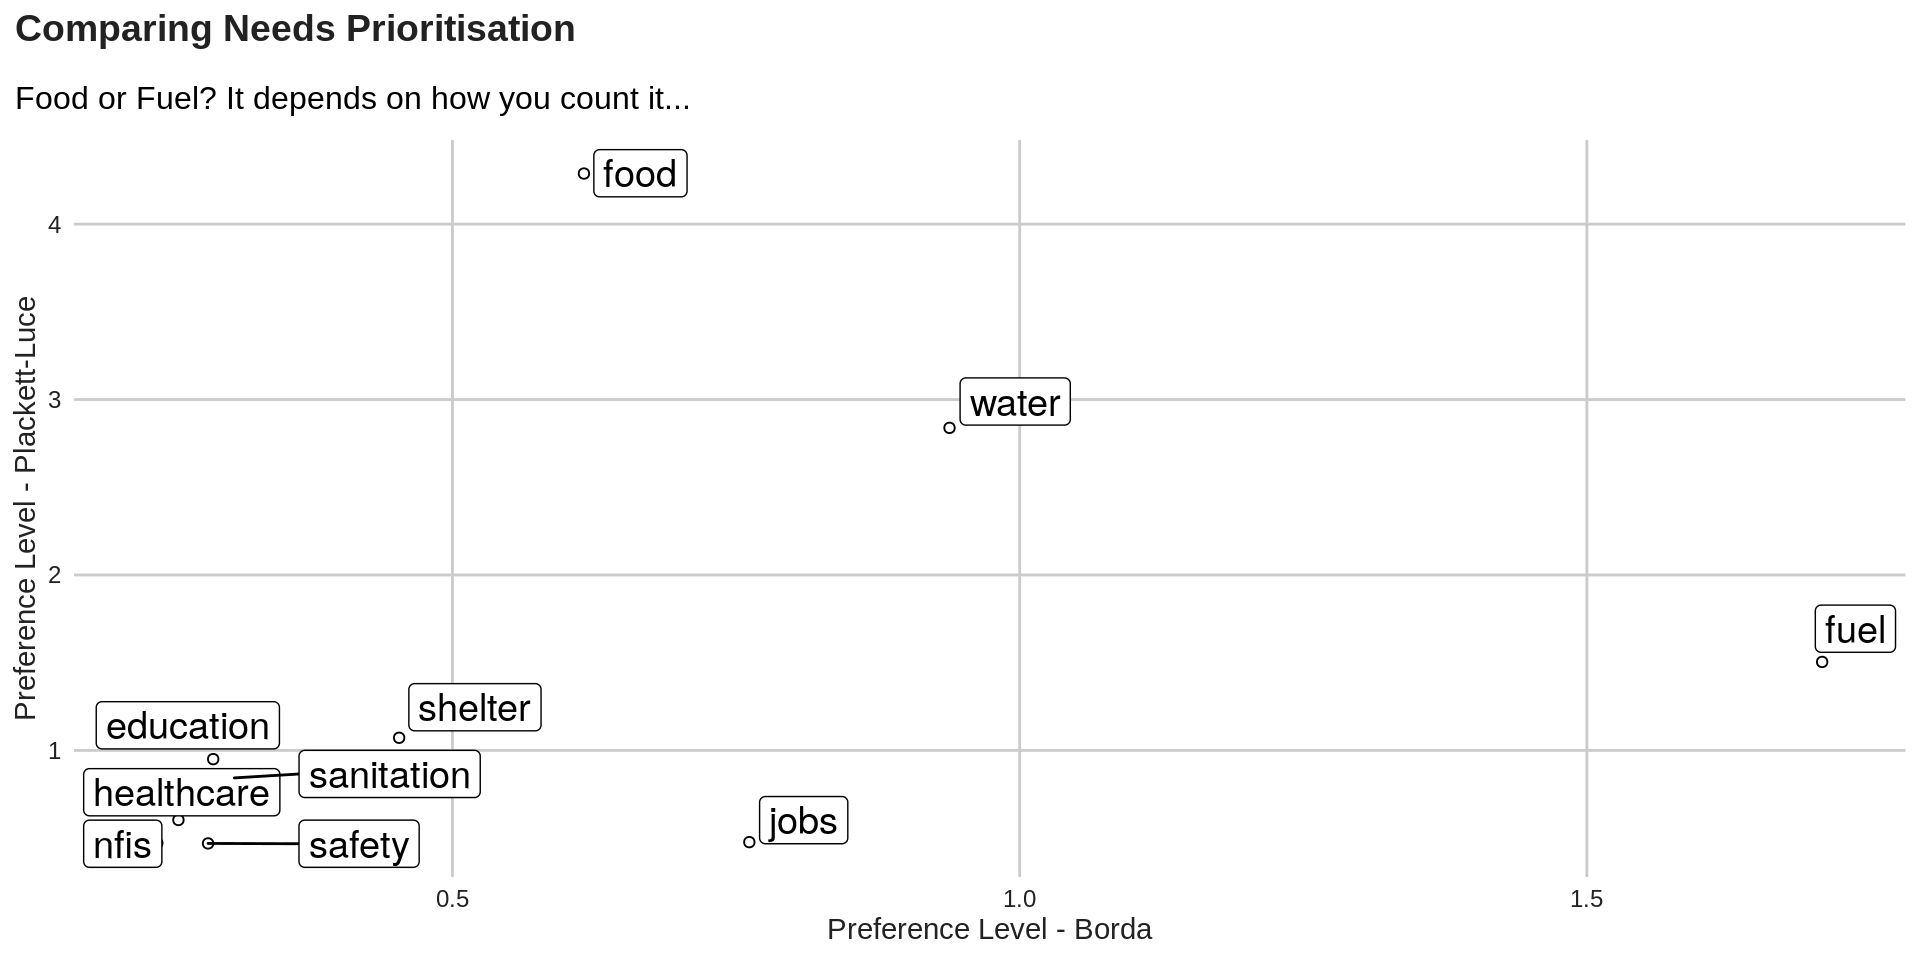 Comparing Needs Prioritisation
Food or Fuel? It depends on how you count it...
Preference Level - Plackett-Luce
4
3
2
1
food
water
fuel
shelter
education
sanitation
healthcare
jobs
nfis
safety
0.5
1.0
1.5
Preference Level - Borda